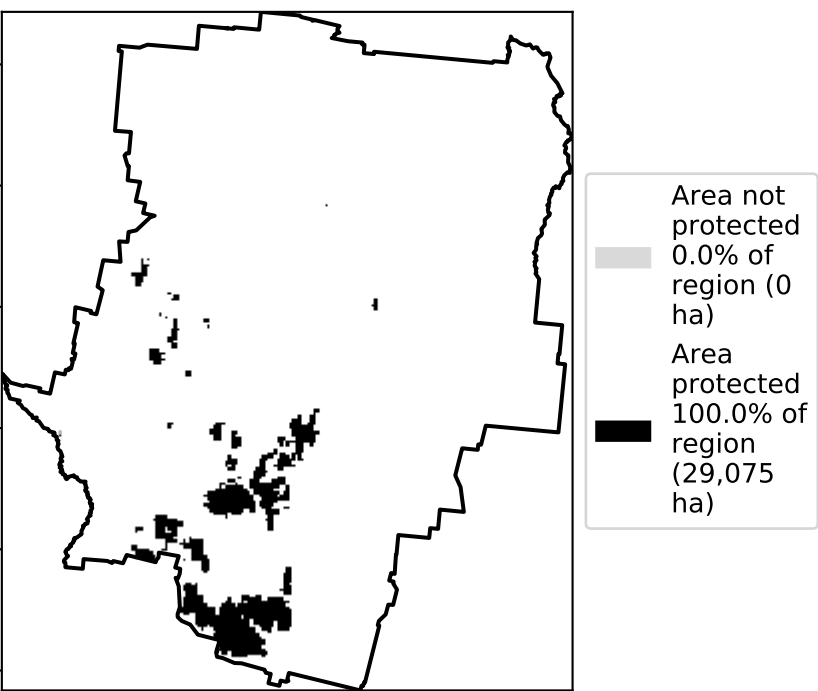 Area not
protected
0.0% of
region (0
ha)
Area
protected
100.0% of
region
(29,075
ha)